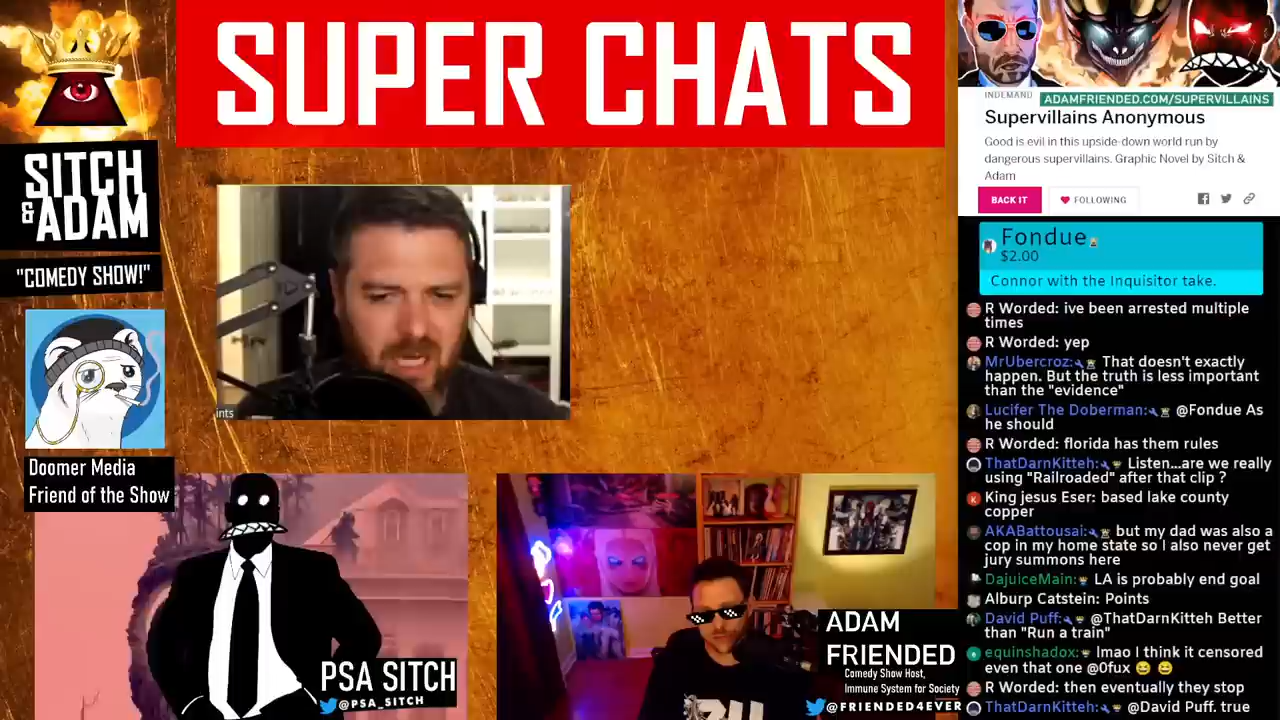 SUPER CHATS
SITCH
& ADAM
"COMEDY SHOW!"
Doomer Media
Friend of the Show
ints
PSA SITCH
@PSA_SITCH
ADAM
FRIENDED
Comedy Show Host,
Immune System for Society
@FRIENDED4EVER
INDEMAND
ADAMFRIENDED.COM/SUPERVILLAINS
Supervillains Anonymous
Good is evil in this upside-down world run by
dangerous supervillains. Graphic Novel by Sitch &
Adam
BACK IT
FOLLOWING
Fondue
$2.00
Connor with the Inquisitor take.
R Worded: ive been arrested multiple
times
R Worded: yep
MrUbercroz: That doesn't exactly
happen. But the truth is less important
than the "evidence"
Lucifer The Doberman: @Fondue As
he should
R Worded: florida has them rules
ThatDarnKitteh: Listen...are we really
using "Railroaded" after that clip ?
K
King jesus Eser: based lake county
copper
AKABattousai: but my dad was also a
cop in my home state so I also never get
jury summons here
DajuiceMain: LA is probably end goal
Alburp Catstein: Points
David Puff: @ThatDarnKitteh Better
than "Run a train"
e
equinshadox: lmao I think it censored
even that one @0fux 😆 😆
R Worded: then eventually they stop
ThatDarnKitteh: @David Puff. true